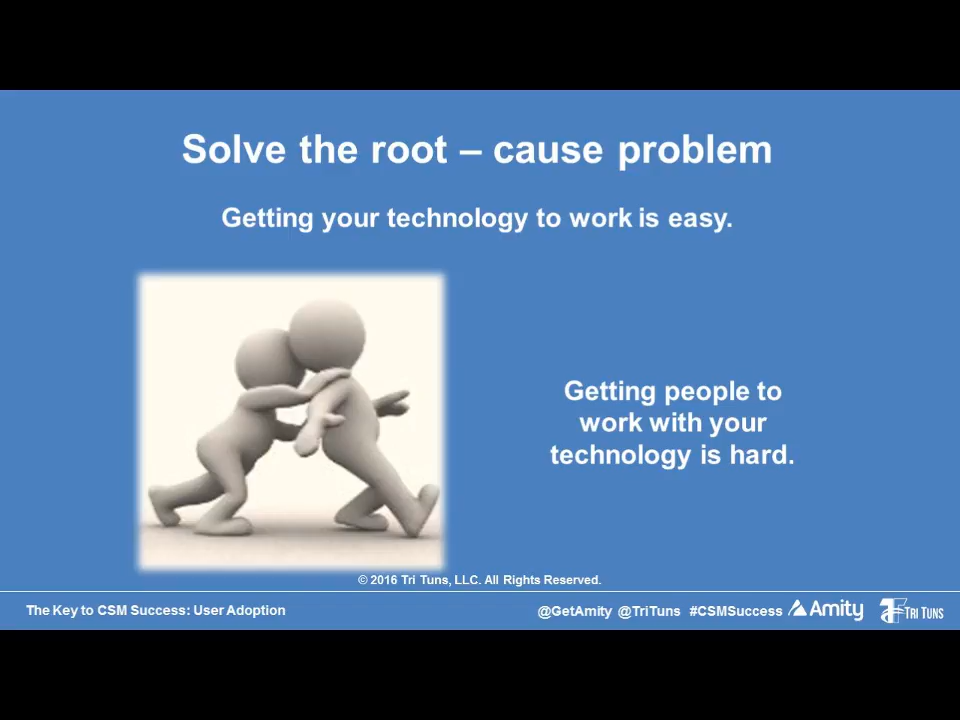 Solve the root – cause problem
Getting your technology to work is easy.
Getting people to
work with your
technology is hard.
© 2016 Tri Tuns, LLC. All Rights Reserved.
The Key to CSM Success: User Adoption
@GetAmity @TriTuns #CSMSuccess Amity TRI TUNS